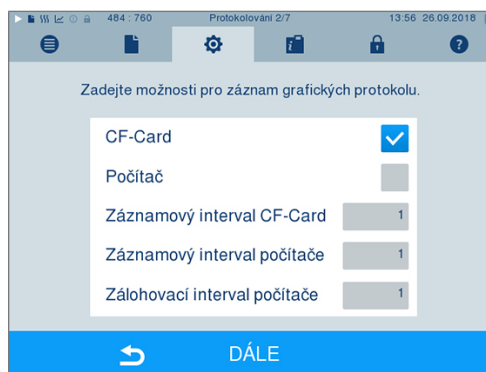 484 : 760 Protokolování 2/7 13:56 26.09.2018
Zadejte možnosti pro záznam grafických protokolu.
CF-Card
Počítač
Záznamový interval CF-Card 1
Záznamový interval počítače 1
Zálohovací interval počítače 1
DÁLE